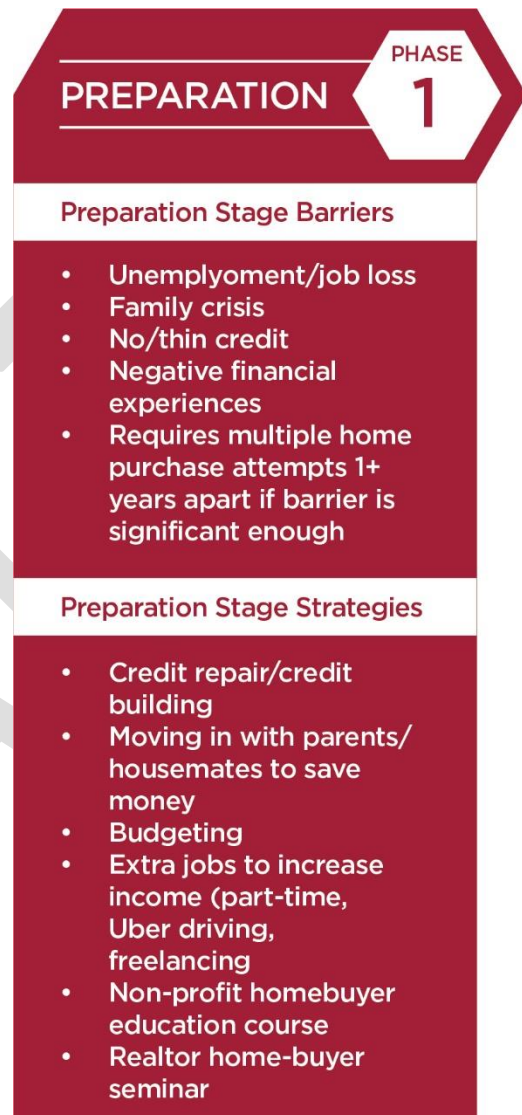 PHASE
1
PREPARATION
Preparation Stage Barriers
• Unemplyoment/job loss
• Family crisis
• No/thin credit
• Negative financial
experiences
• Requires multiple home
purchase attempts 1+
years apart if barrier is
significant enough
Preparation Stage Strategies
• Credit repair/credit
building
• Moving in with parents/
housemates to save
money
• Budgeting
• Extra jobs to increase
income (part-time,
Uber driving,
freelancing
• Non-profit homebuyer
education course
• Realtor home-buyer
seminar